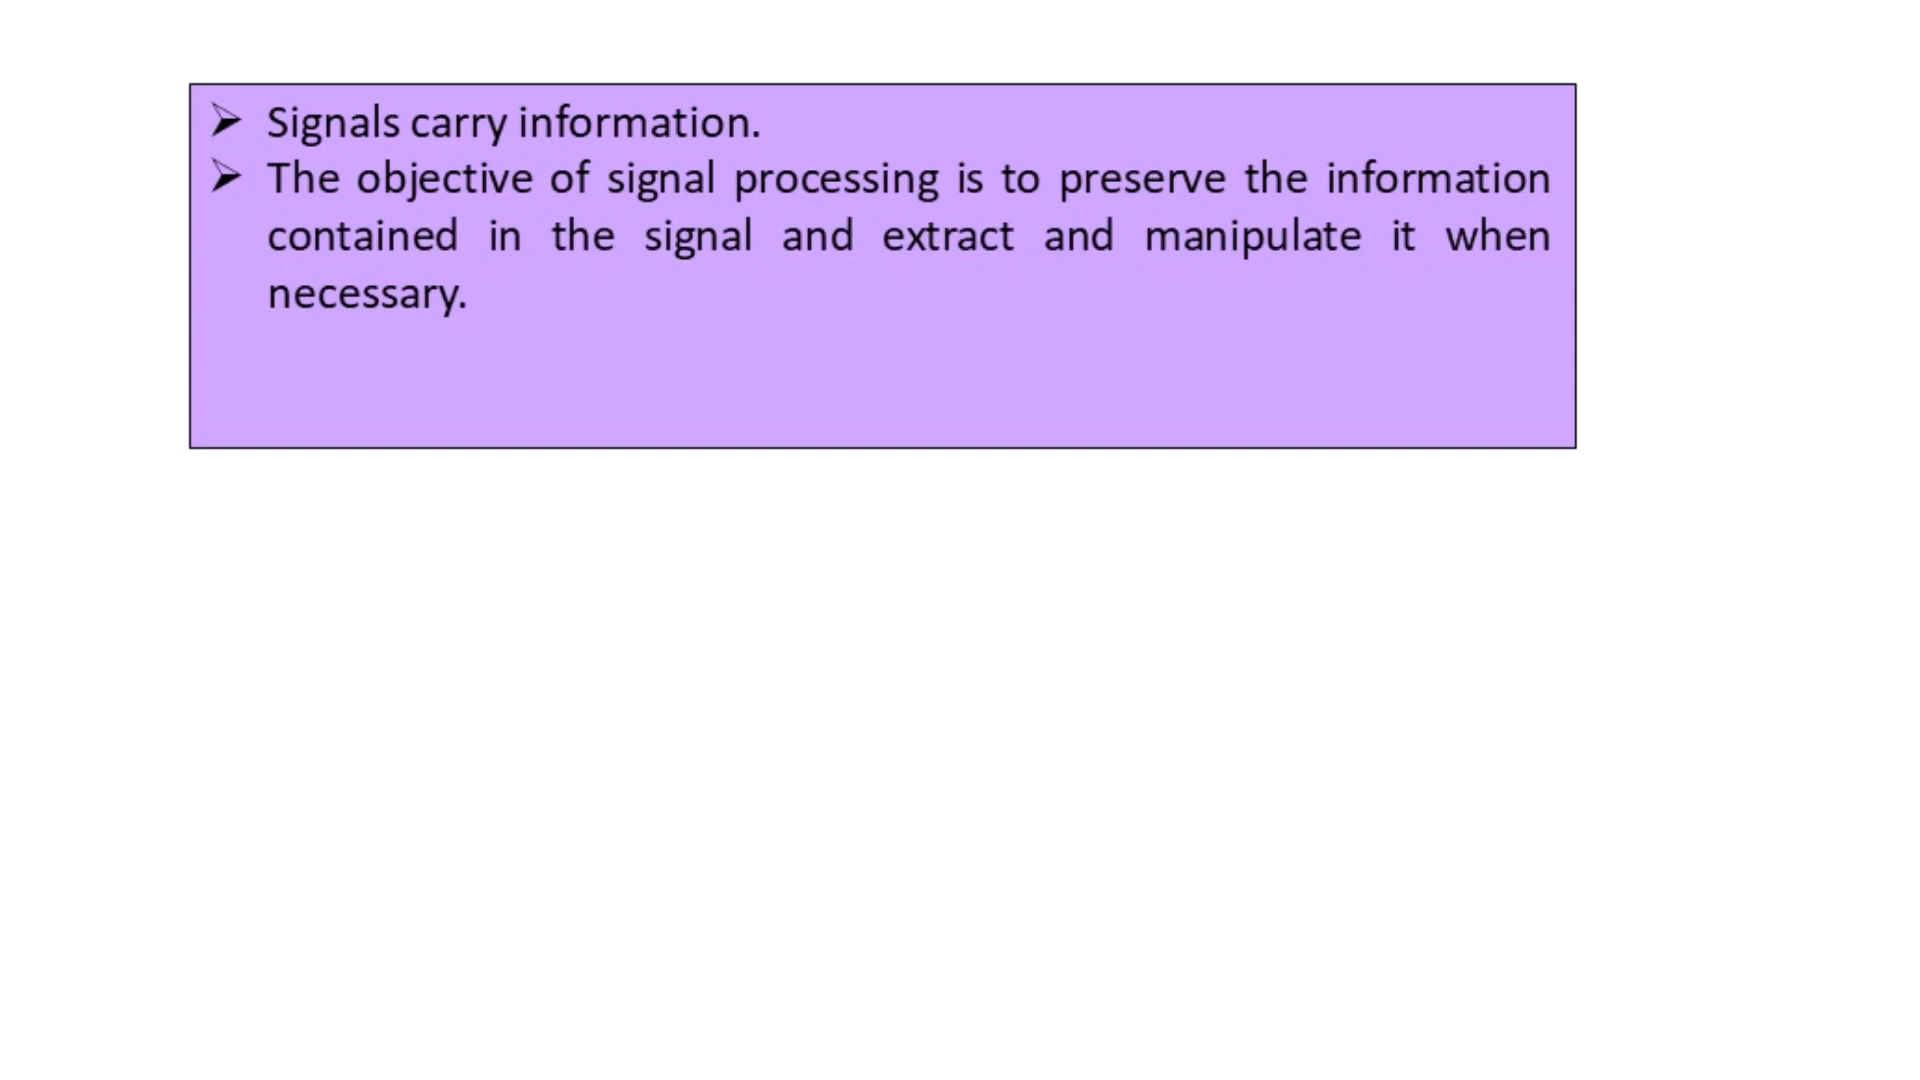 ➢ Signals carry information.
➢ The objective of signal processing is to preserve the information
contained in the signal and extract and manipulate it when
necessary.